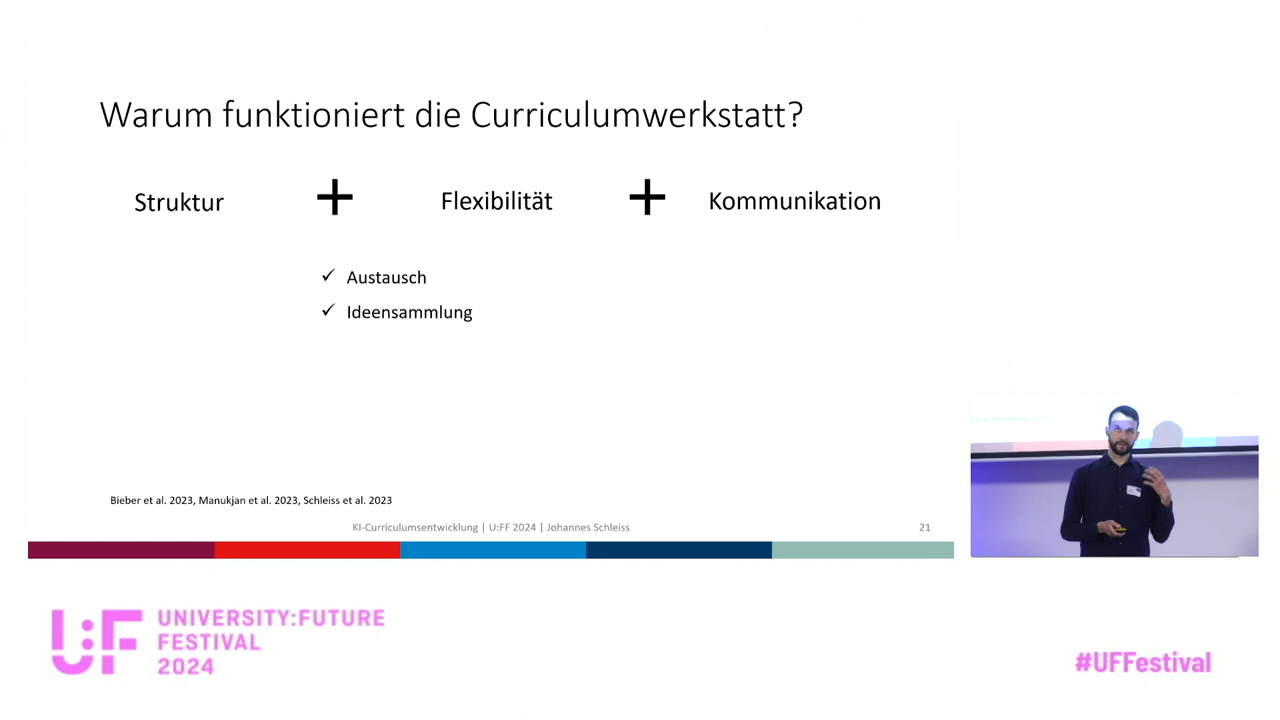 Warum funktioniert die Curriculumwerkstatt?
Struktur + Flexibilität + Kommunikation
✓ Austausch
✓ Ideensammlung
Bieber et al. 2023, Manukjan et al. 2023, Schleiss et al. 2023
KI-Curriculumsentwicklung | U:FF 2024 | Johannes Schleiss
21
U:F
UNIVERSITY:FUTURE
FESTIVAL
2024
#UFFestival